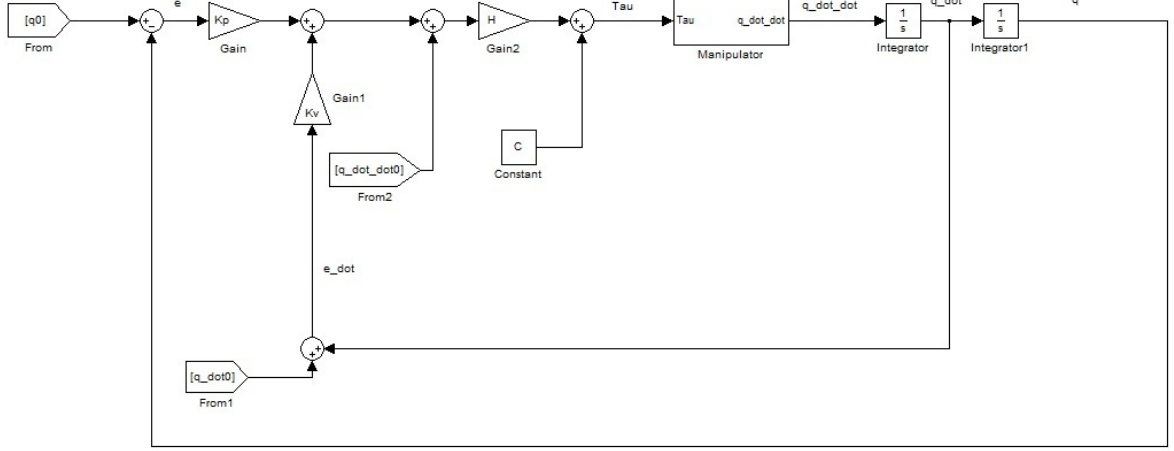 e
Tau
q_dot_dot
q_dot
q
[q0]
Kp
H
Tau
q_dot_dot
1
s
1
s
From
Gain
Gain2
Manipulator
Integrator
Integrator1
Gain1
Kv
C
[q_dot_dot0]
Constant
From2
e_dot
[q_dot0]
From1